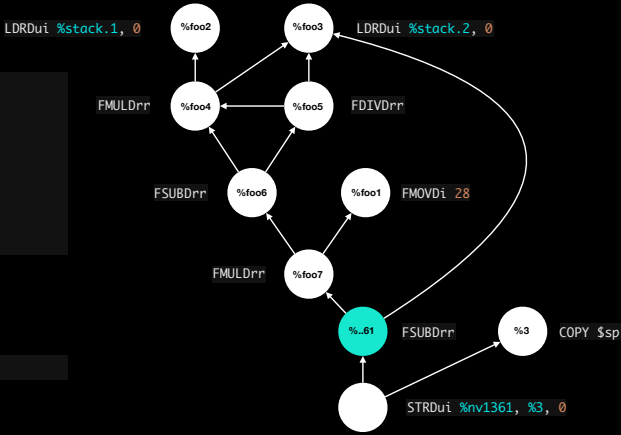 LDRDui %stack.1, 0 %foo2 %foo3 LDRDui %stack.2, 0
FMULDrr %foo4 %foo5 FDIVDrr
FSUBDrr %foo6 %foo1 FMOVDi 28
FMULDrr %foo7
%..61 FSUBDrr %3 COPY $sp
STRDui %nv1361, %3, 0